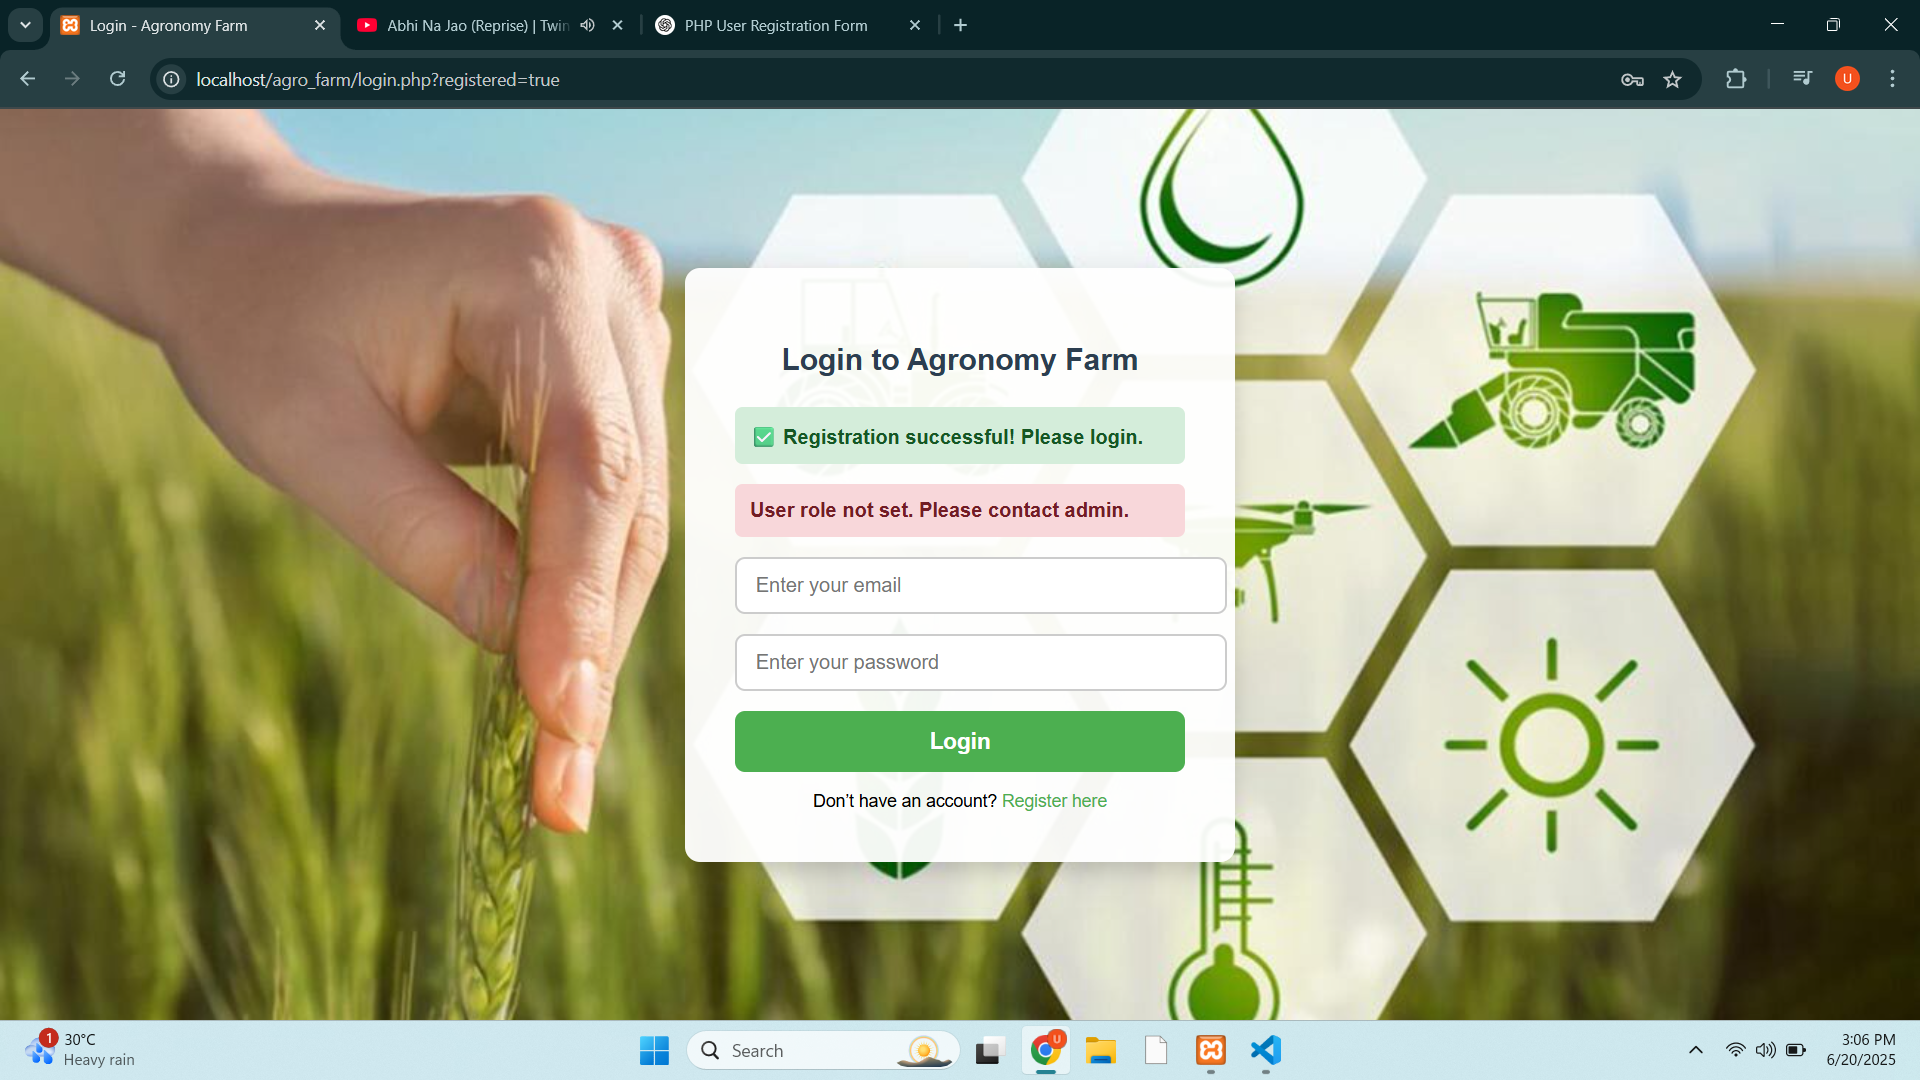 Login - Agronomy Farm
Abhi Na Jao (Reprise) | Twin
PHP User Registration Form
localhost/agro_farm/login.php?registered=true
U
Login to Agronomy Farm
✅ Registration successful! Please login.
User role not set. Please contact admin.
Enter your email
Enter your password
Login
Don't have an account? Register here
1
30°C
Heavy rain
Search
U
3:06 PM
6/20/2025